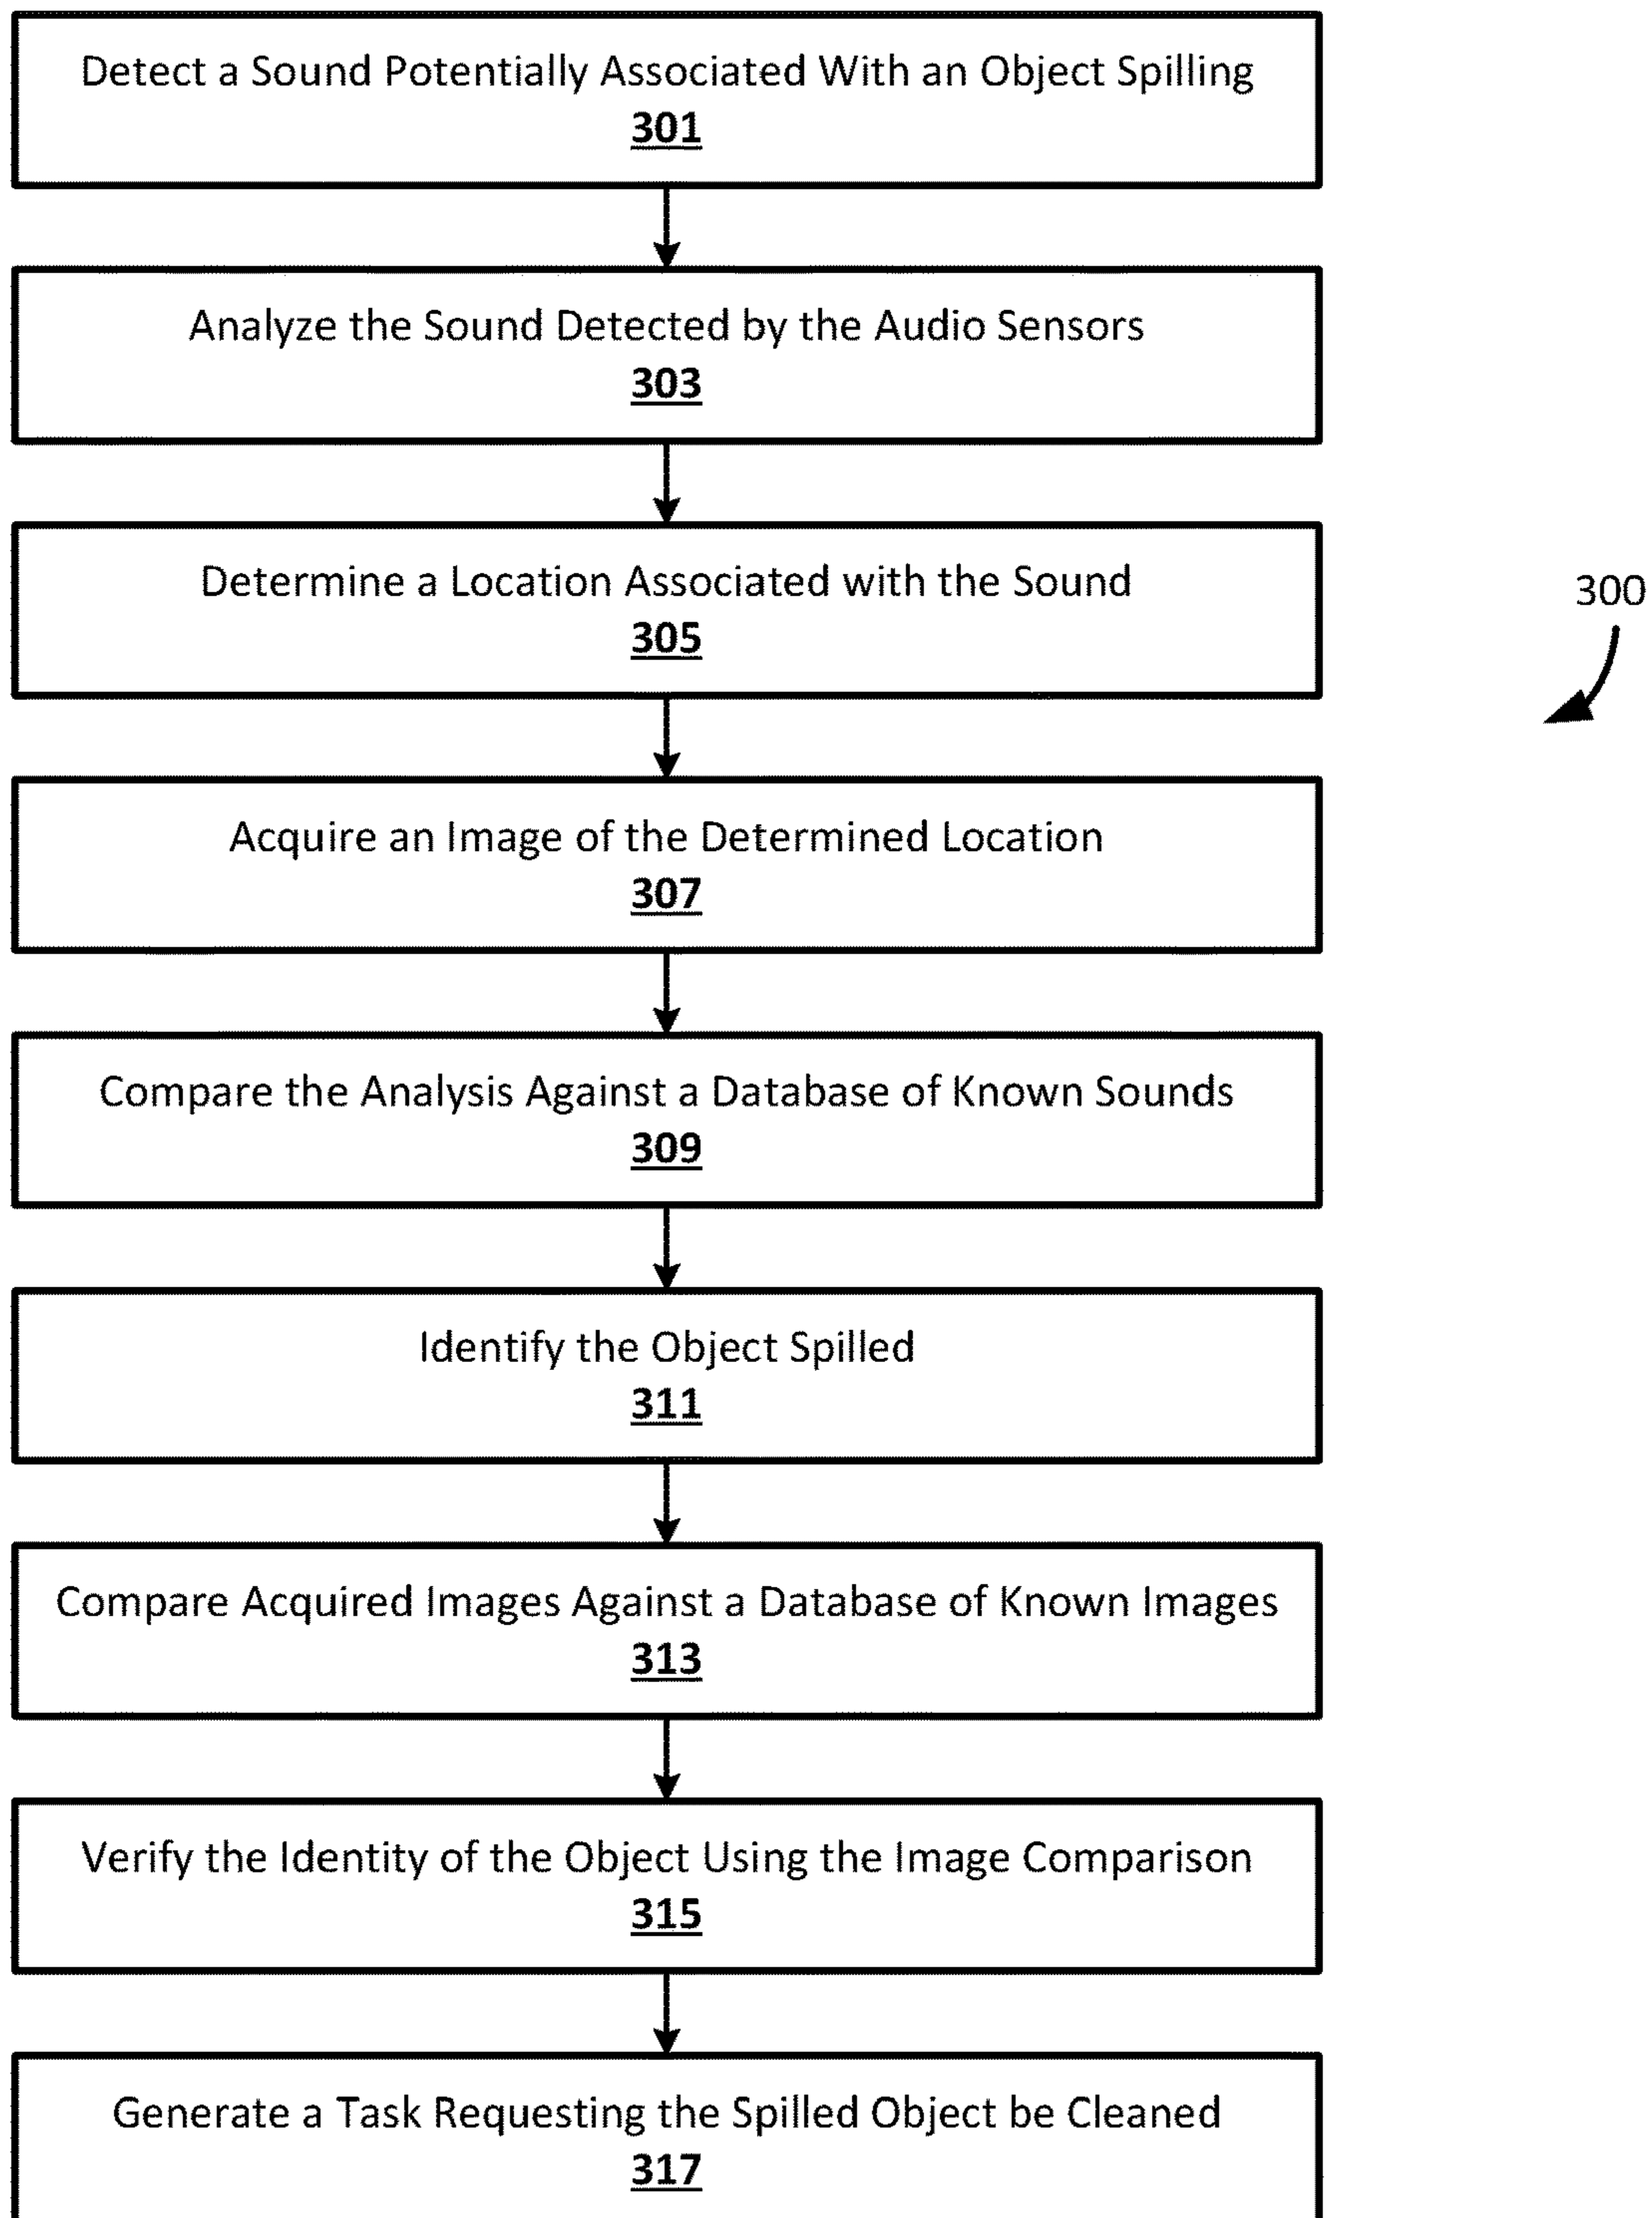 Detect a Sound Potentially Associated With an Object Spilling
301
Analyze the Sound Detected by the Audio Sensors
303
Determine a Location Associated with the Sound
305
300
Acquire an Image of the Determined Location
307
Compare the Analysis Against a Database of Known Sounds
309
Identify the Object Spilled
311
Compare Acquired Images Against a Database of Known Images
313
Verify the Identity of the Object Using the Image Comparison
315
Generate a Task Requesting the Spilled Object be Cleaned
317